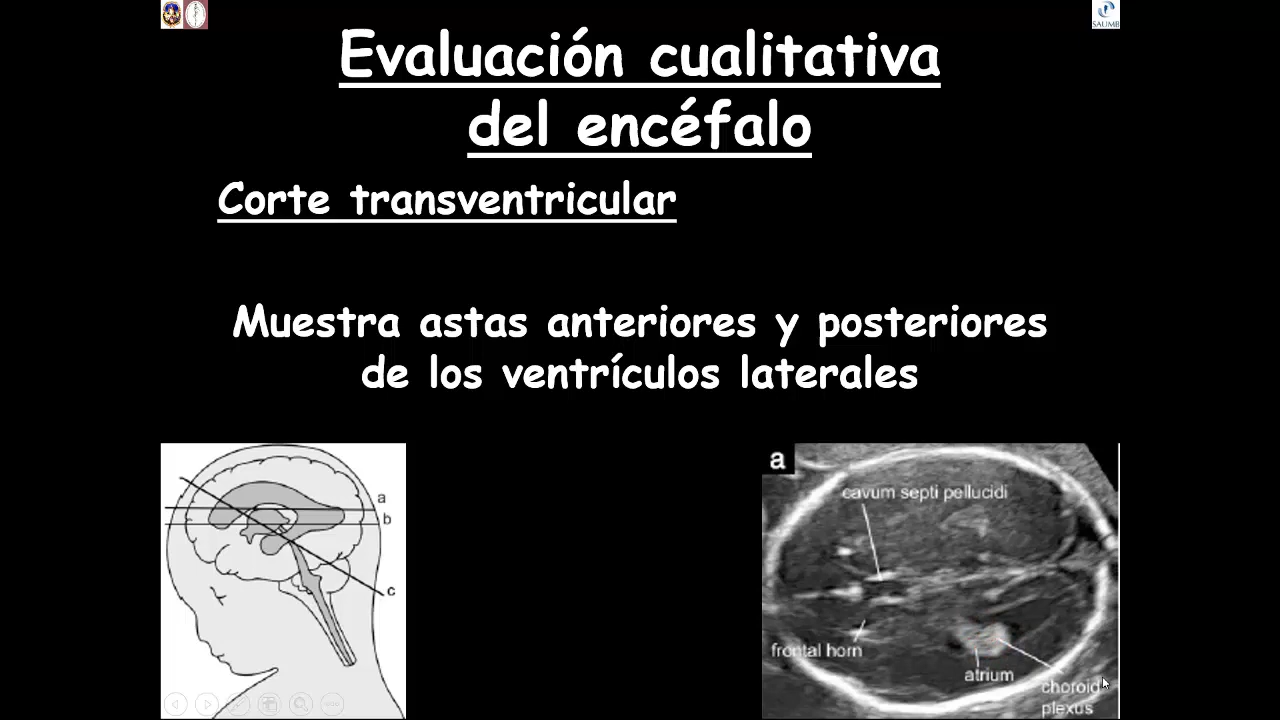 SAUMB
Evaluación cualitativa
del encéfalo
Corte transventricular
Muestra astas anteriores y posteriores
de los ventrículos laterales
a
b
c
a
cavum septi pellucidi
frontal horn
atrium
choroid
plexus